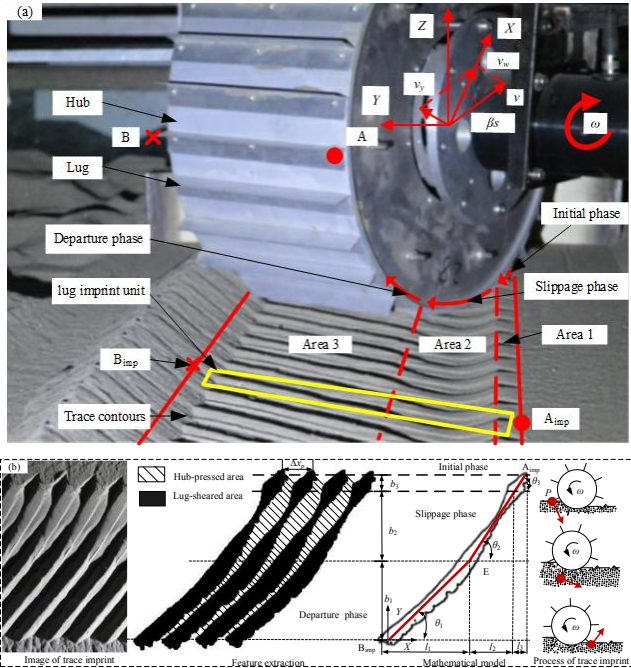 (a)
Z
X
v_w
v_y
v
Y
βs
ω
Hub
B
A
Lug
Initial phase
Departure phase
Slippage phase
lug imprint unit
Area 3
Area 2
Area 1
B_imp
Trace contours
A_imp
(b)
Δx_p
Hub-pressed area
Lug-sheared area
Initial phase
A_imp
b_3
θ_3
Slippage phase
b_2
θ_2
E
P
ω
ω
ω
Departure phase
b_1
Y
θ_1
B_imp
X
l_1
l_2
l_3
Image of trace imprint
Feature extraction
Mathematical model
Process of trace imprint